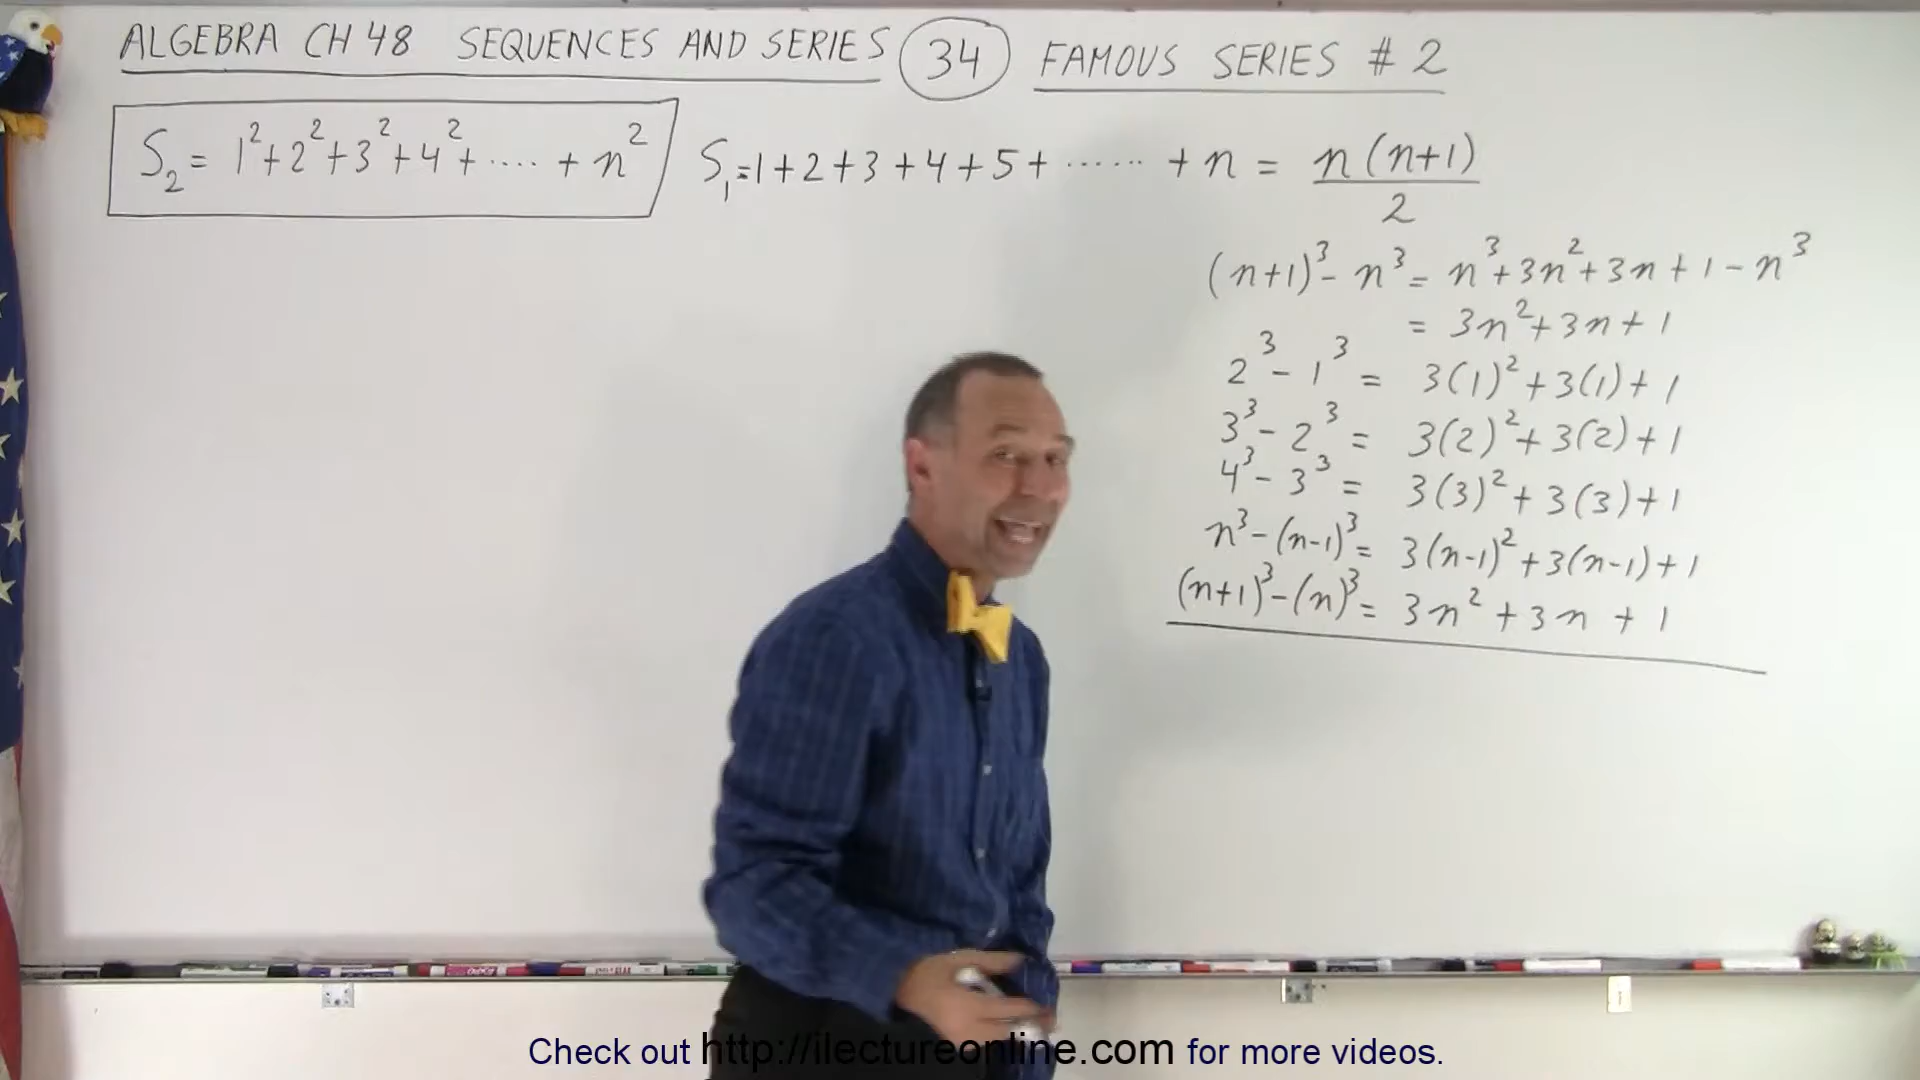 ALGEBRA CH 48 SEQUENCES AND SERIES 34 FAMOUS SERIES # 2
S₂ = 1² + 2² + 3² + 4² + ..... + n²
S₁ = 1 + 2 + 3 + 4 + 5 + ...... + n = n(n+1)/2
(n+1)³ - n³ = n³ + 3n² + 3n + 1 - n³
= 3n² + 3n + 1
2³ - 1³ = 3(1)² + 3(1) + 1
3³ - 2³ = 3(2)² + 3(2) + 1
4³ - 3³ = 3(3)² + 3(3) + 1
n³ - (n-1)³ = 3(n-1)² + 3(n-1) + 1
(n+1)³ - (n)³ = 3n² + 3n + 1
Check out http://ilectureonline.com for more videos.